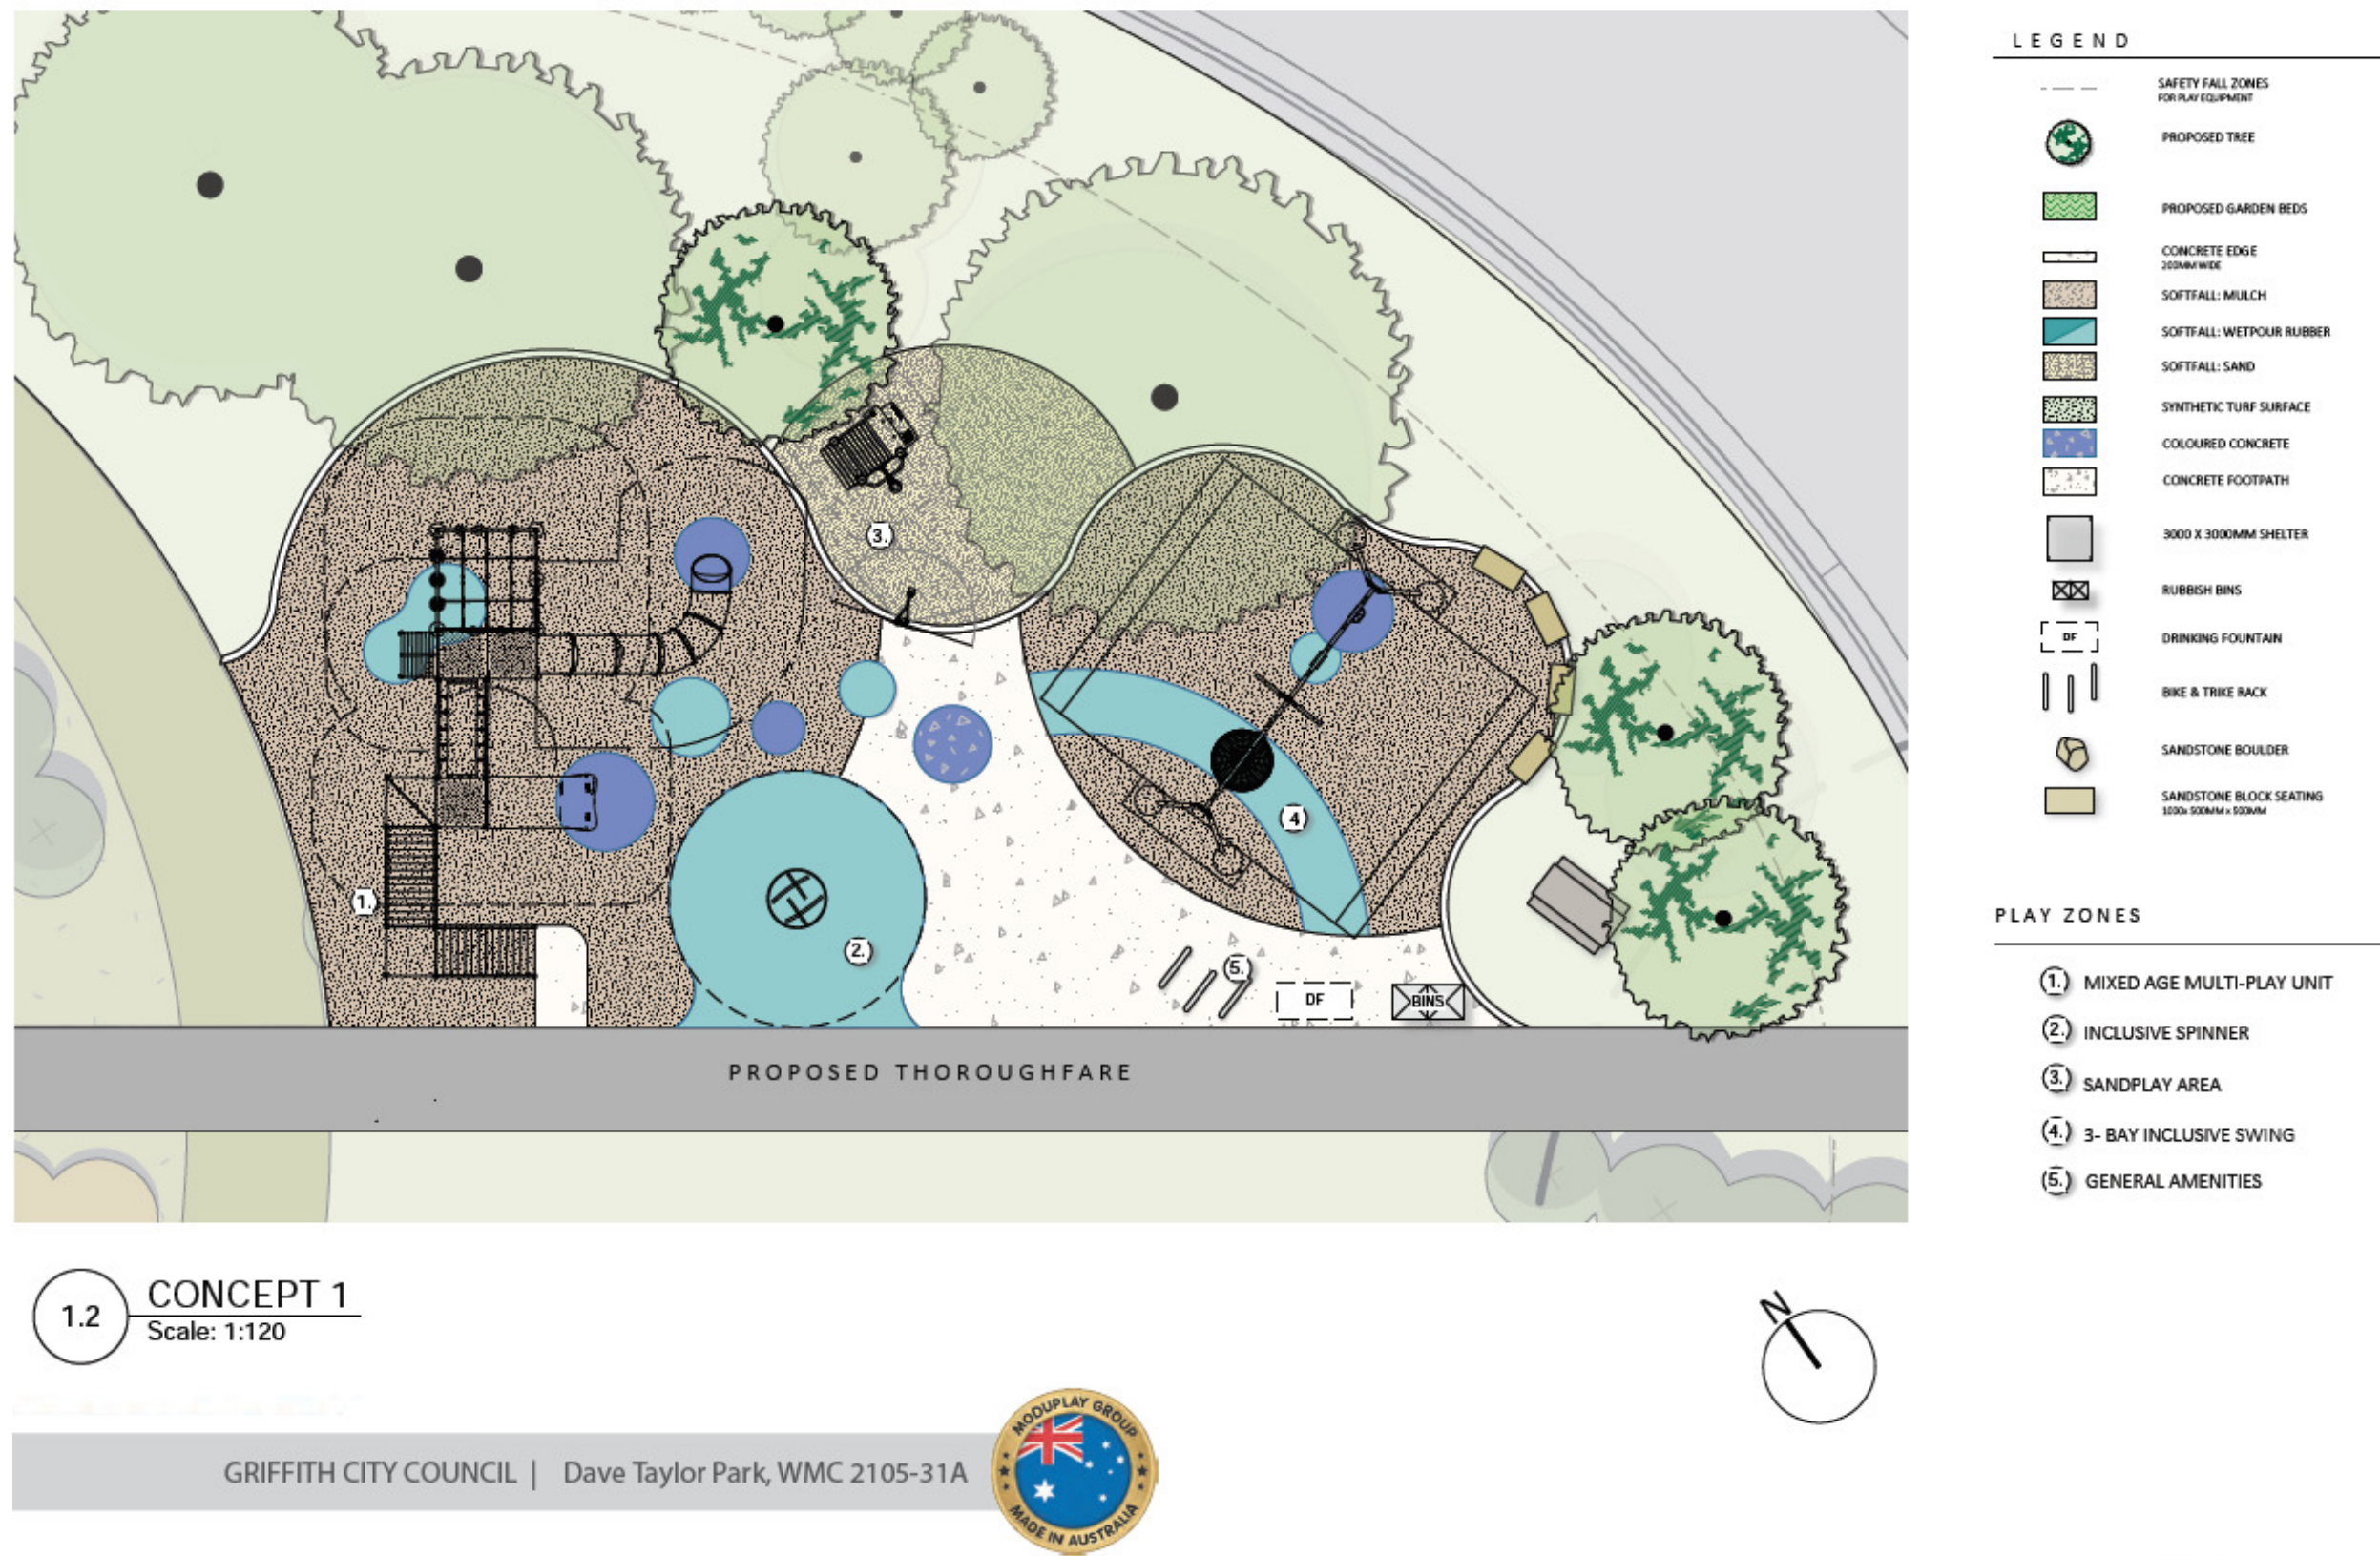 LEGEND
SAFETY FALL ZONES
FOR PLAY EQUIPMENT
PROPOSED TREE
PROPOSED GARDEN BEDS
CONCRETE EDGE
200MM WIDE
SOFTFALL: MULCH
SOFTFALL: WETPOUR RUBBER
SOFTFALL: SAND
SYNTHETIC TURF SURFACE
COLOURED CONCRETE
CONCRETE FOOTPATH
3000 X 3000MM SHELTER
RUBBISH BINS
DF
DRINKING FOUNTAIN
BIKE & TRIKE RACK
SANDSTONE BOULDER
SANDSTONE BLOCK SEATING
1000x 500MM x 500MM
PLAY ZONES
1. MIXED AGE MULTI-PLAY UNIT
2. INCLUSIVE SPINNER
3. SANDPLAY AREA
4. 3- BAY INCLUSIVE SWING
5. GENERAL AMENITIES
3.
4
1.
2.
5.
DF
BINS
PROPOSED THOROUGHFARE
1.2
CONCEPT 1
Scale: 1:120
N
GRIFFITH CITY COUNCIL | Dave Taylor Park, WMC 2105-31A
MODUPLAY GROUP
MADE IN AUSTRALIA